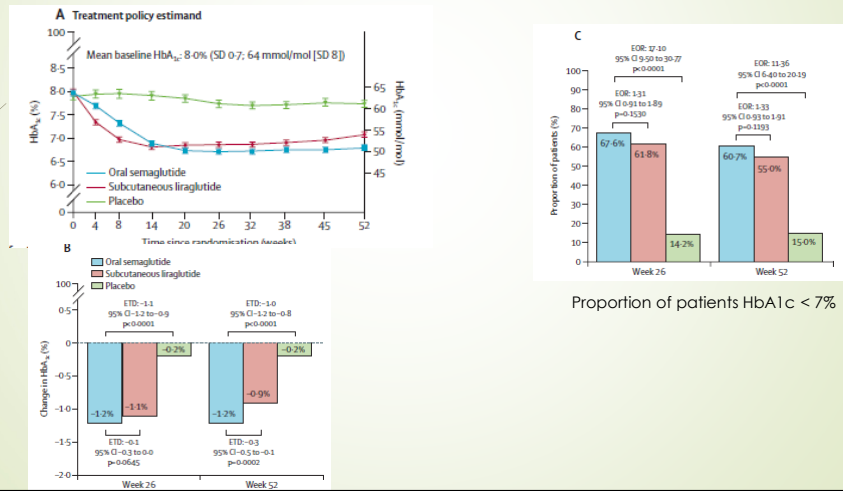 A Treatment policy estimand
100
Mean baseline HbA1c: 8·0% (SD 0·7; 64 mmol/mol [SD 8])
8·5
8·0
7·5
7·0
6·5
6·0
0
HbA1c (%)
65
60
55
50
45
HbA1c (mmol/mol)
Oral semaglutide
Subcutaneous liraglutide
Placebo
0 4 8 14 20 26 32 38 45 52
Time since randomisation (weeks)
B
Oral semaglutide
Subcutaneous liraglutide
Placebo
100
0·5
0
-0·5
-1·0
-1·5
-2·0
Change in HbA1c (%)
ETD: -1·1
95% CI -1·2 to -0·9
p<0·0001
ETD: -1·0
95% CI -1·2 to -0·8
p<0·0001
-0·2%
-0·2%
-1·2%
-1·1%
-1·2%
-0·9%
ETD: -0·1
95% CI -0·3 to 0·0
p=0·0645
ETD: -0·3
95% CI -0·5 to -0·1
p=0·0002
Week 26
Week 52
C
EOR: 17·10
95% CI 9·50 to 30·77
p<0·0001
EOR: 11·36
95% CI 6·40 to 20·19
p<0·0001
EOR: 1·31
95% CI 0·91 to 1·89
p=0·1530
EOR: 1·33
95% CI 0·93 to 1·91
p=0·1193
100
90
80
70
60
50
40
30
20
10
0
Proportion of patients (%)
67·6%
61·8%
14·2%
60·7%
55·0%
15·0%
Week 26
Week 52
Proportion of patients HbA1c < 7%